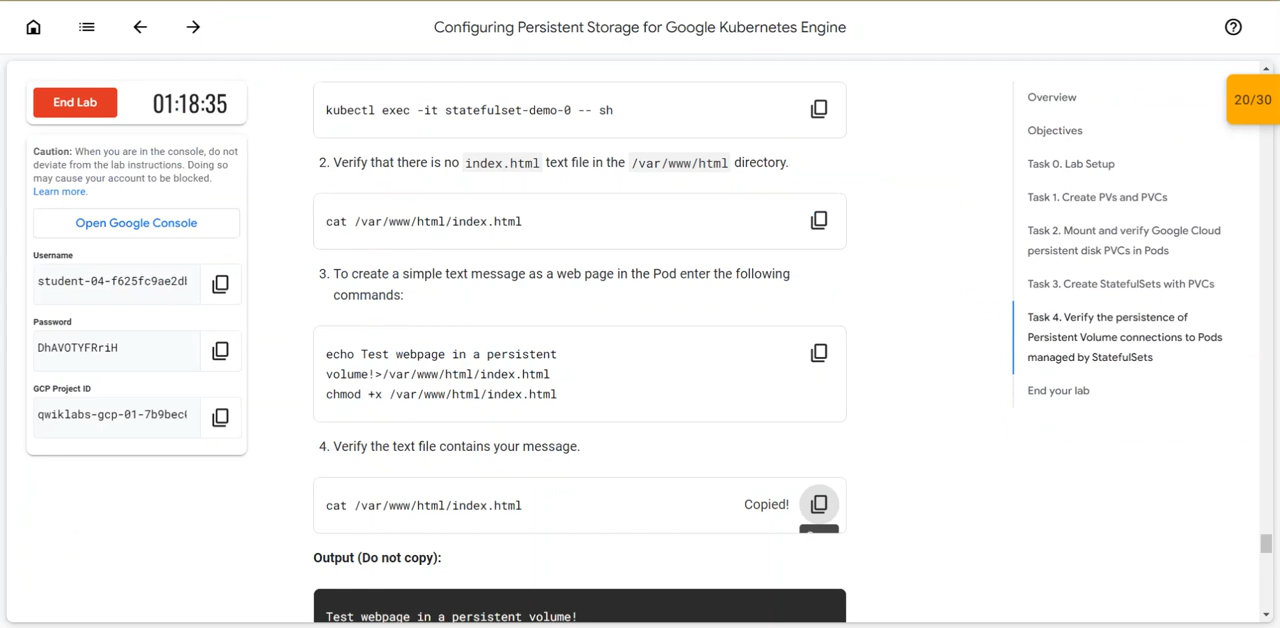 Configuring Persistent Storage for Google Kubernetes Engine
End Lab
01:18:35
Caution: When you are in the console, do not
deviate from the lab instructions. Doing so
may cause your account to be blocked.
Learn more.
Open Google Console
Username
student-04-f625fc9ae2d
Password
DhAVOTYFRriH
GCP Project ID
qwiklabs-gcp-01-7b9bec
kubectl exec -it statefulset-demo-0 -- sh
2. Verify that there is no index.html text file in the /var/www/html directory.
cat /var/www/html/index.html
3. To create a simple text message as a web page in the Pod enter the following
commands:
echo Test webpage in a persistent
volume!>/var/www/html/index.html
chmod +x /var/www/html/index.html
4. Verify the text file contains your message.
cat /var/www/html/index.html
Copied!
Output (Do not copy):
Test webpage in a persistent volume!
Overview
Objectives
Task 0. Lab Setup
Task 1. Create PVs and PVCs
Task 2. Mount and verify Google Cloud
persistent disk PVCs in Pods
Task 3. Create StatefulSets with PVCs
Task 4. Verify the persistence of
Persistent Volume connections to Pods
managed by StatefulSets
End your lab
20/30